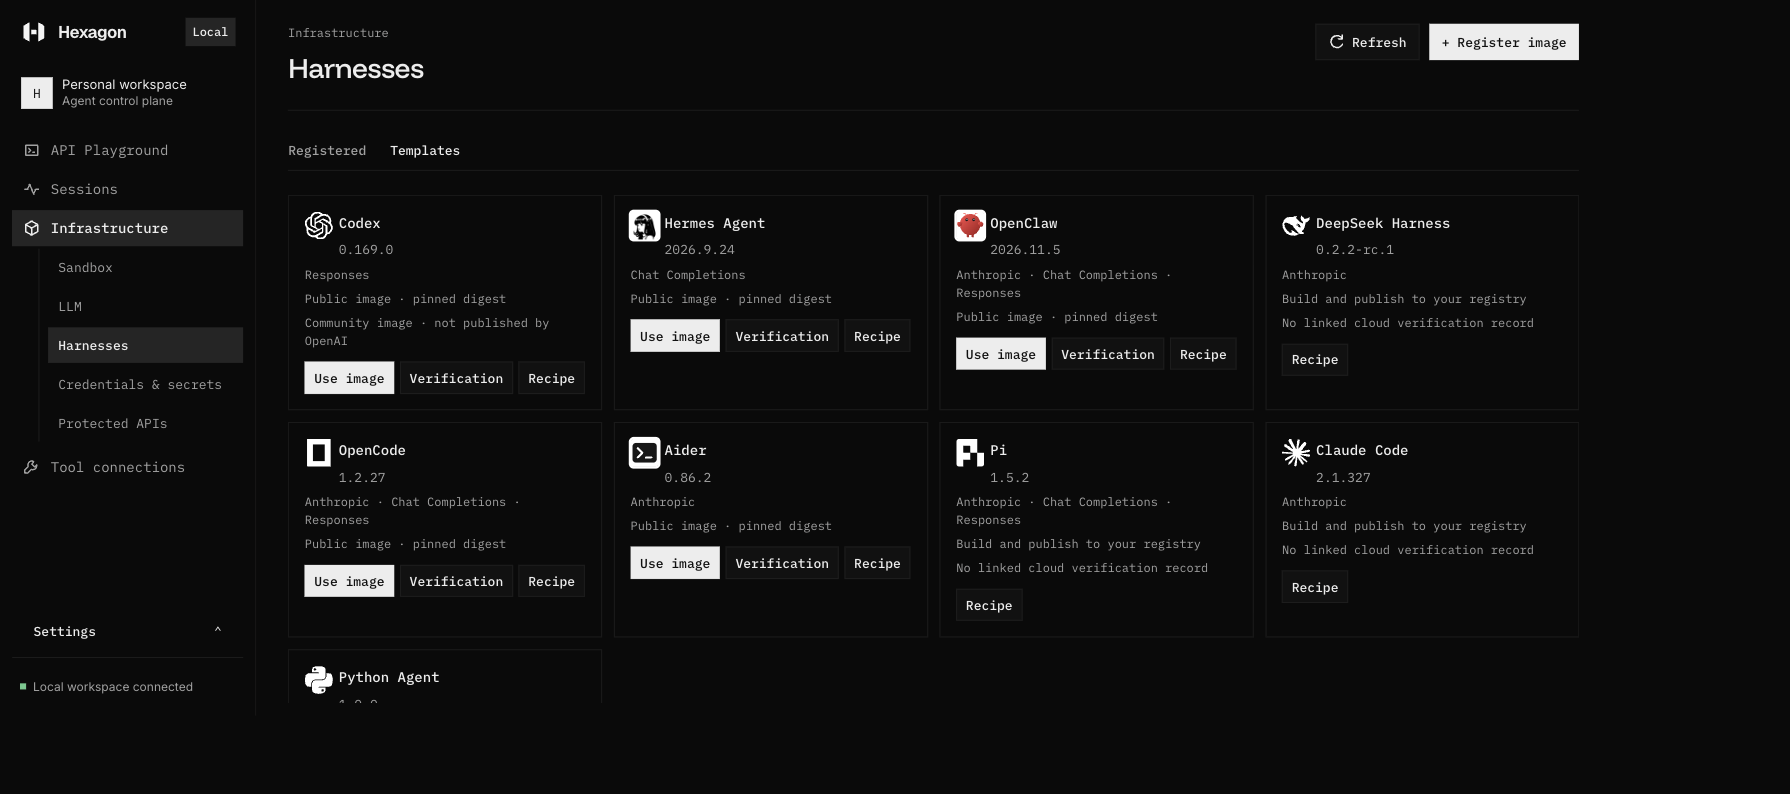 Hexagon
Local
H
Personal workspace
Agent control plane
API Playground
Sessions
Infrastructure
Sandbox
LLM
Harnesses
Credentials & secrets
Protected APIs
Tool connections
Settings
Local workspace connected
Infrastructure
Harnesses
Refresh
+ Register image
Registered
Templates
Codex
0.169.0
Responses
Public image · pinned digest
Community image · not published by
OpenAI
Use image
Verification
Recipe
Hermes Agent
2026.9.24
Chat Completions
Public image · pinned digest
Use image
Verification
Recipe
OpenClaw
2026.11.5
Anthropic · Chat Completions ·
Responses
Public image · pinned digest
Use image
Verification
Recipe
DeepSeek Harness
0.2.2-rc.1
Anthropic
Build and publish to your registry
No linked cloud verification record
Recipe
OpenCode
1.2.27
Anthropic · Chat Completions ·
Responses
Public image · pinned digest
Use image
Verification
Recipe
Aider
0.86.2
Anthropic
Public image · pinned digest
Use image
Verification
Recipe
Pi
1.5.2
Anthropic · Chat Completions ·
Responses
Build and publish to your registry
No linked cloud verification record
Recipe
Claude Code
2.1.327
Anthropic
Build and publish to your registry
No linked cloud verification record
Recipe
Python Agent